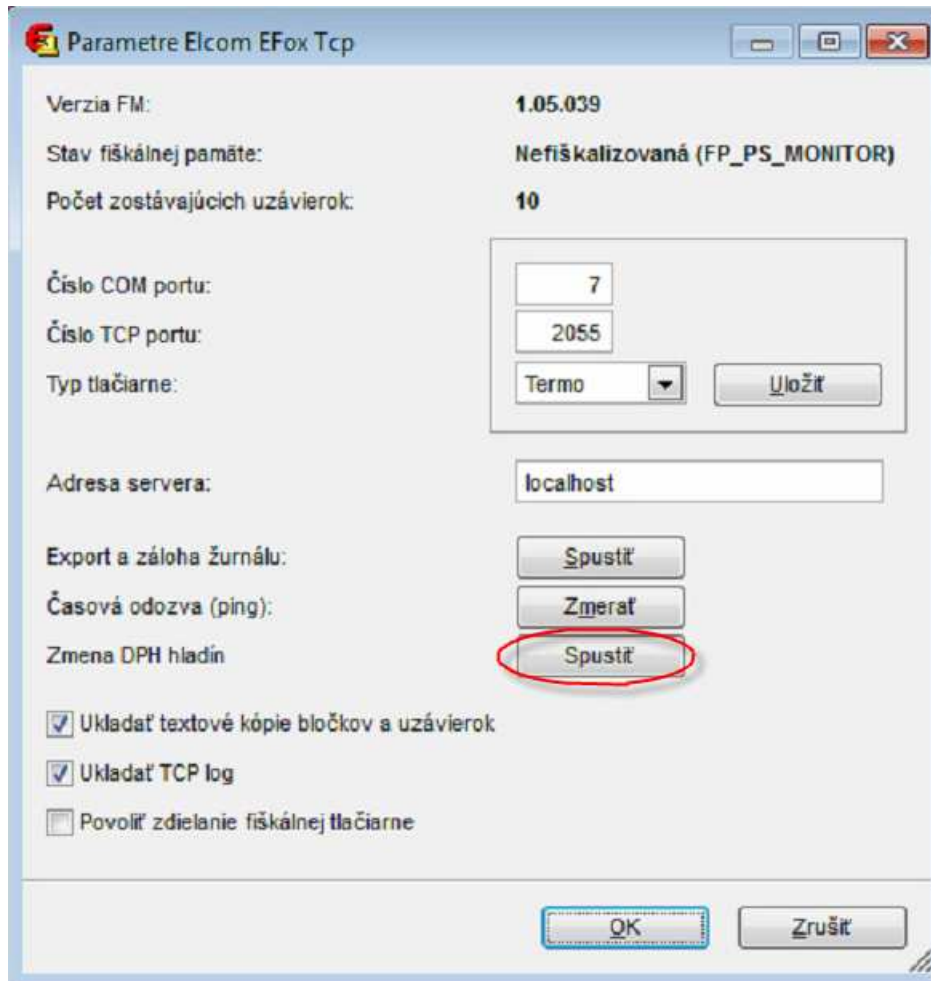 Parametre Elcom EFox Tcp
Verzia FM: 1.05.039
Stav fiškálnej pamäte: Nefiškalizovaná (FP_PS_MONITOR)
Počet zostávajúcich uzávierok: 10
Číslo COM portu: 7
Číslo TCP portu: 2055
Typ tlačiarne: Termo Uložiť
Adresa servera: localhost
Export a záloha žurnálu: Spustiť
Časová odozva (ping): Zmerať
Zmena DPH hladín Spustiť
Ukladať textové kópie bločkov a uzávierok
Ukladať TCP log
Povoliť zdielanie fiškálnej tlačiarne
OK Zrušiť